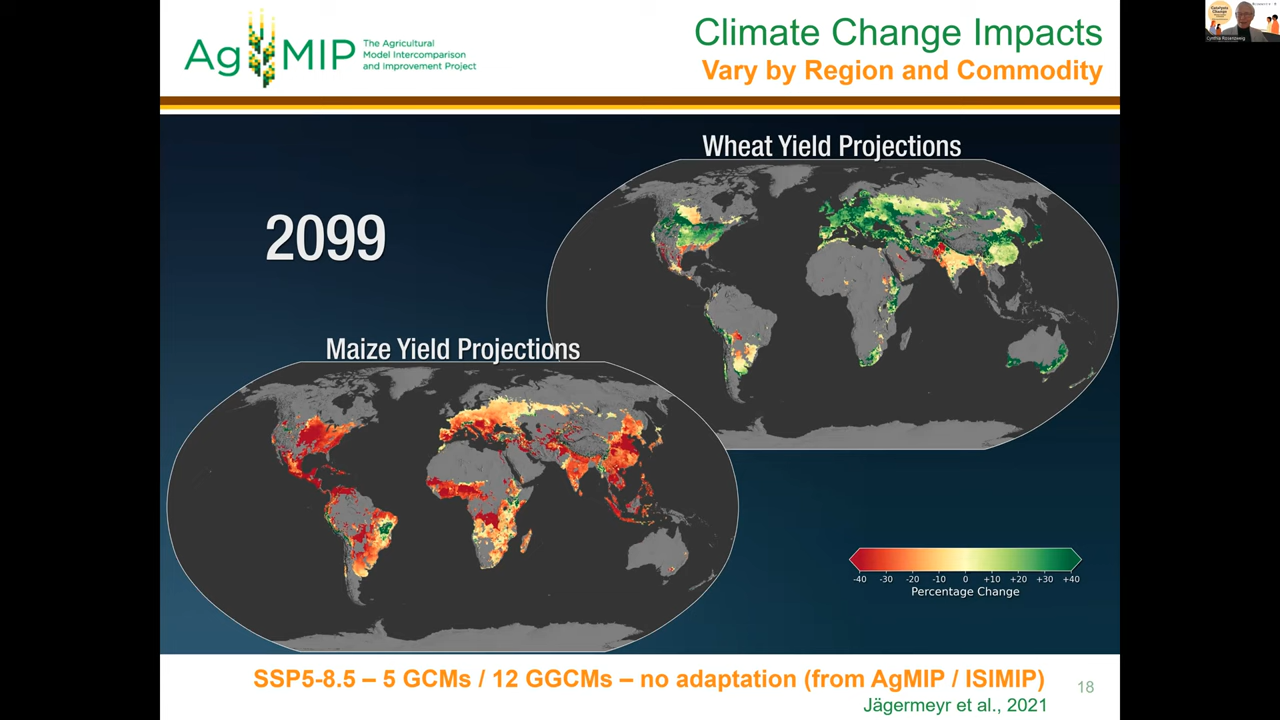 AgMIP
The Agricultural
Model Intercomparison
and Improvement Project
Climate Change Impacts
Vary by Region and Commodity
Wheat Yield Projections
2099
Maize Yield Projections
-40 -30 -20 -10 0 +10 +20 +30 +40
Percentage Change
SSP5-8.5 – 5 GCMs / 12 GGCMs – no adaptation (from AgMIP / ISIMIP)
18
Jägermeyr et al., 2021
Cynthia Rosenzweig